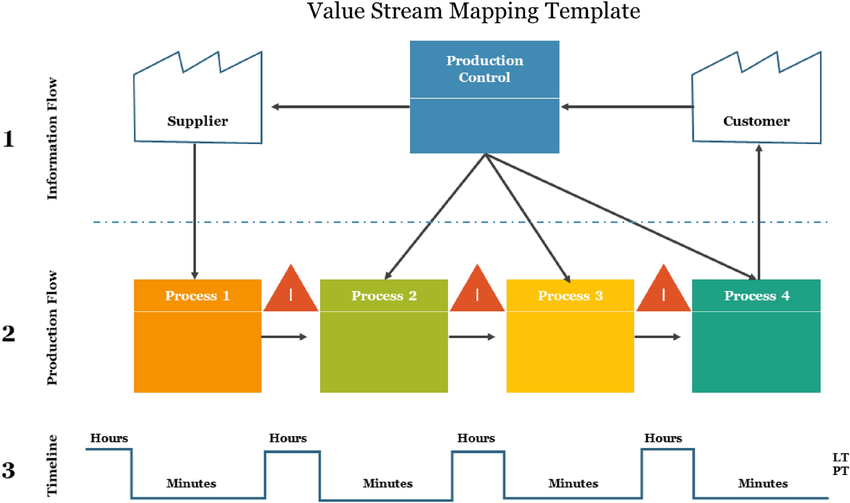 Value Stream Mapping Template
1
Information Flow
Supplier
Production
Control
Customer
2
Production Flow
Process 1
I
Process 2
I
Process 3
I
Process 4
3
Timeline
Hours
Hours
Hours
Hours
Minutes
Minutes
Minutes
Minutes
LT
PT